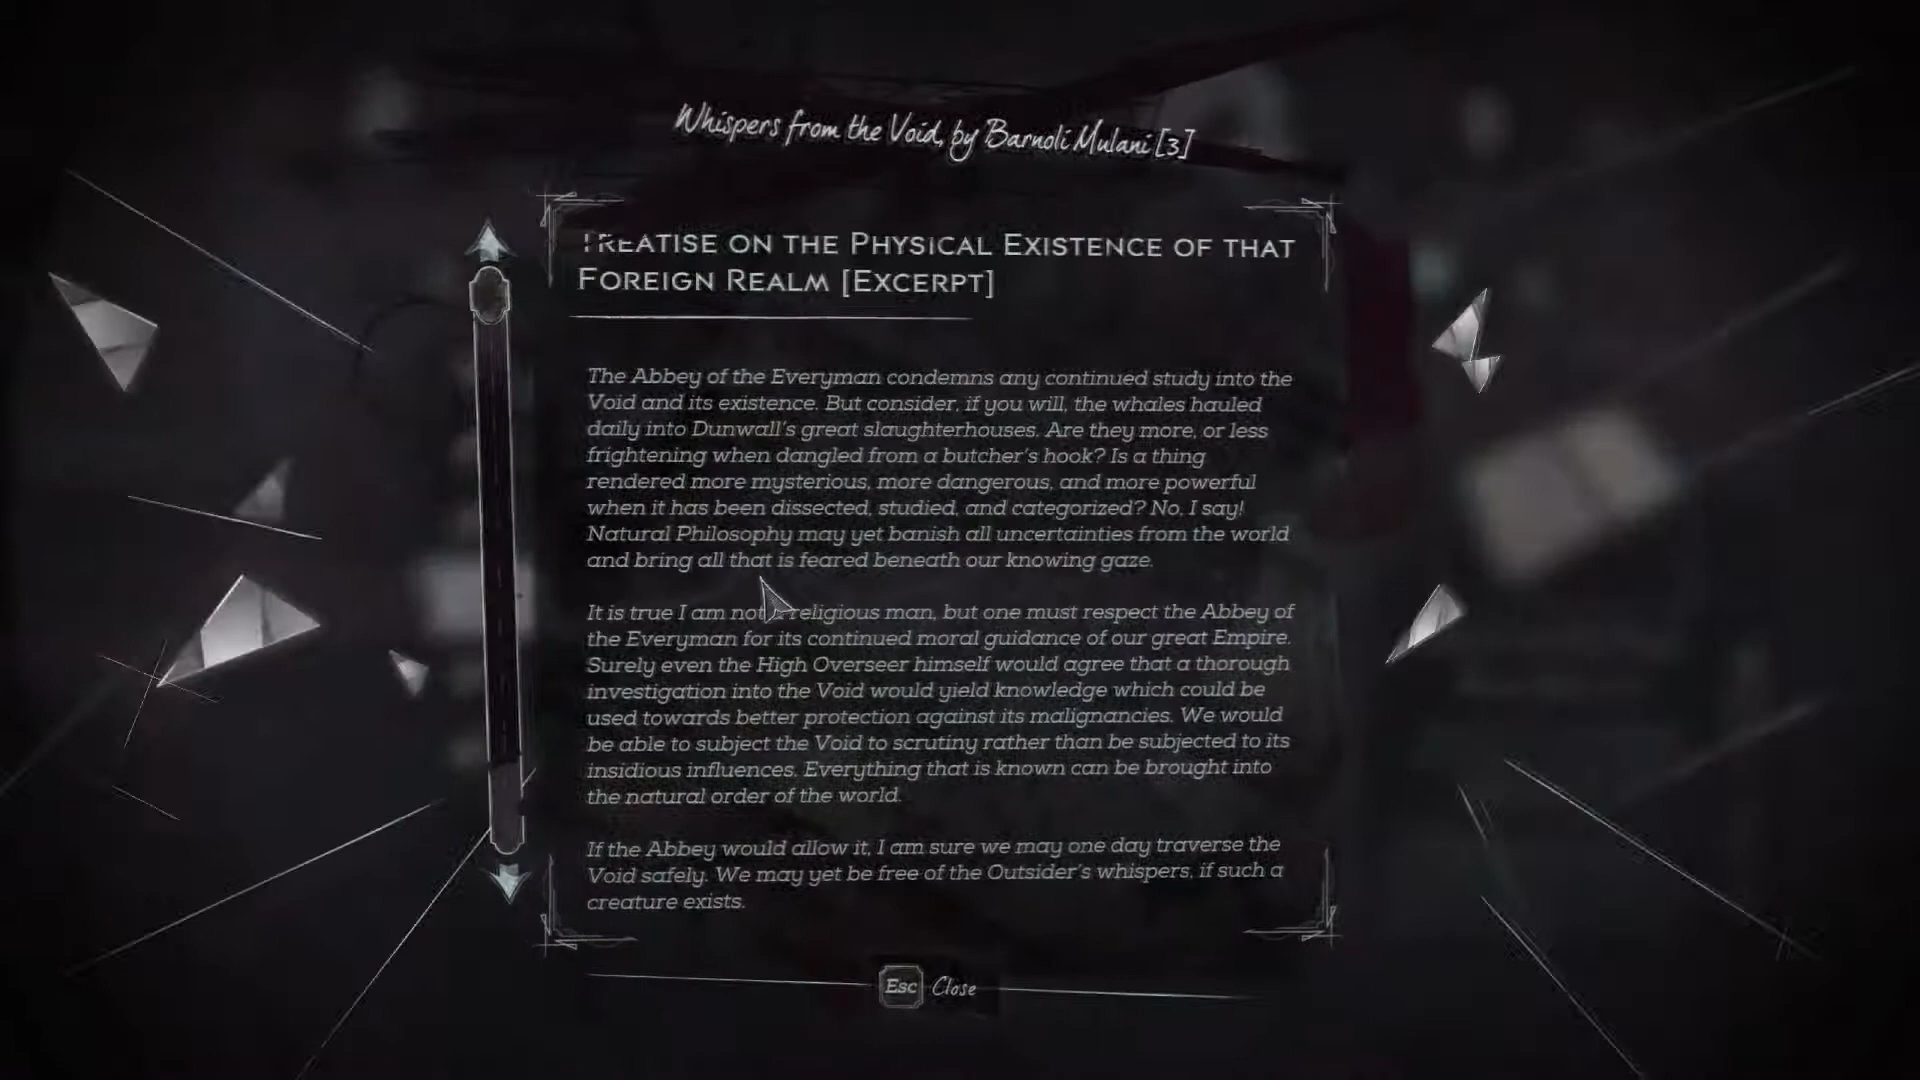 Whispers from the Void, by Barnoli Mulani [3]
Treatise on the Physical Existence of that
Foreign Realm [Excerpt]
The Abbey of the Everyman condemns any continued study into the
Void and its existence. But consider, if you will, the whales hauled
daily into Dunwall's great slaughterhouses. Are they more, or less
frightening when dangled from a butcher's hook? Is a thing
rendered more mysterious, more dangerous, and more powerful
when it has been dissected, studied, and categorized? No, I say!
Natural Philosophy may yet banish all uncertainties from the world
and bring all that is feared beneath our knowing gaze.
It is true I am not a religious man, but one must respect the Abbey of
the Everyman for its continued moral guidance of our great Empire.
Surely even the High Overseer himself would agree that a thorough
investigation into the Void would yield knowledge which could be
used towards better protection against its malignancies. We would
be able to subject the Void to scrutiny rather than be subjected to its
insidious influences. Everything that is known can be brought into
the natural order of the world.
If the Abbey would allow it, I am sure we may one day traverse the
Void safely. We may yet be free of the Outsider's whispers, if such a
creature exists.
Esc Close